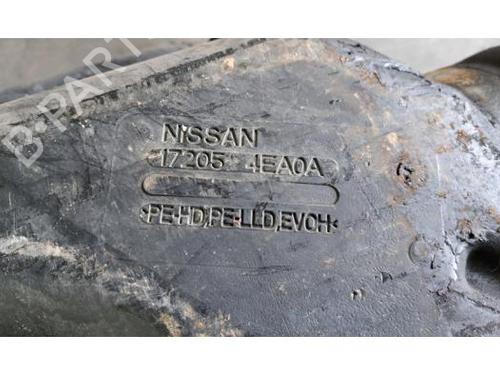 B-PARTS
NISSAN
17205 4EA0A
>PE-HD,PE-LLD,EVOH<